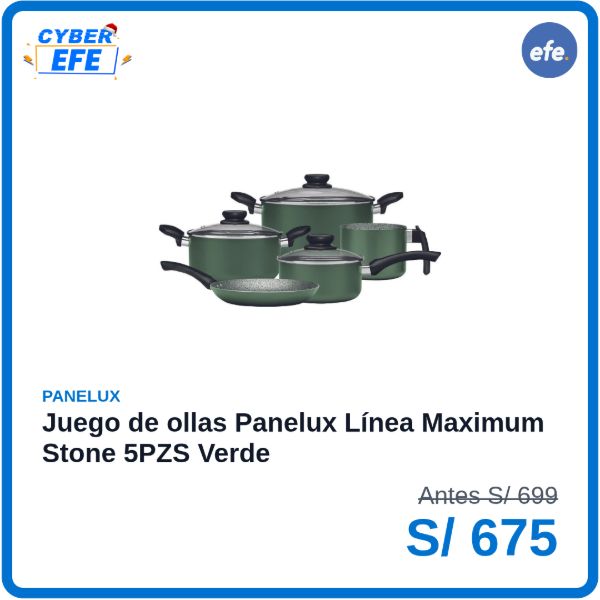 CYBER
EFE
efe.
PANELUX
Juego de ollas Panelux Línea Maximum
Stone 5PZS Verde
Antes S/ 699
S/ 675